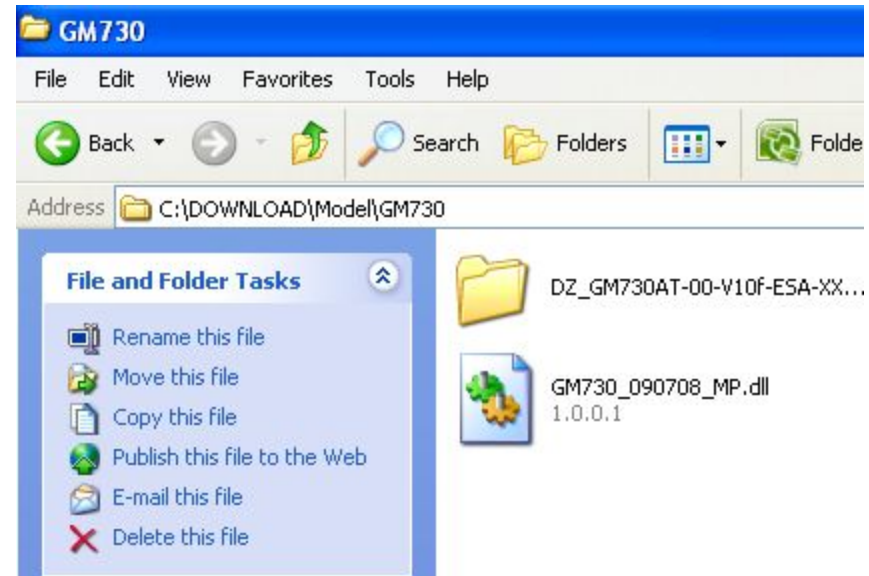 GM730
File Edit View Favorites Tools Help
Back Search Folders Folde
Address C:\DOWNLOAD\Model\GM730
File and Folder Tasks
Rename this file
Move this file
Copy this file
Publish this file to the Web
E-mail this file
Delete this file
DZ_GM730AT-00-V10f-ESA-XX...
GM730_090708_MP.dll
1.0.0.1